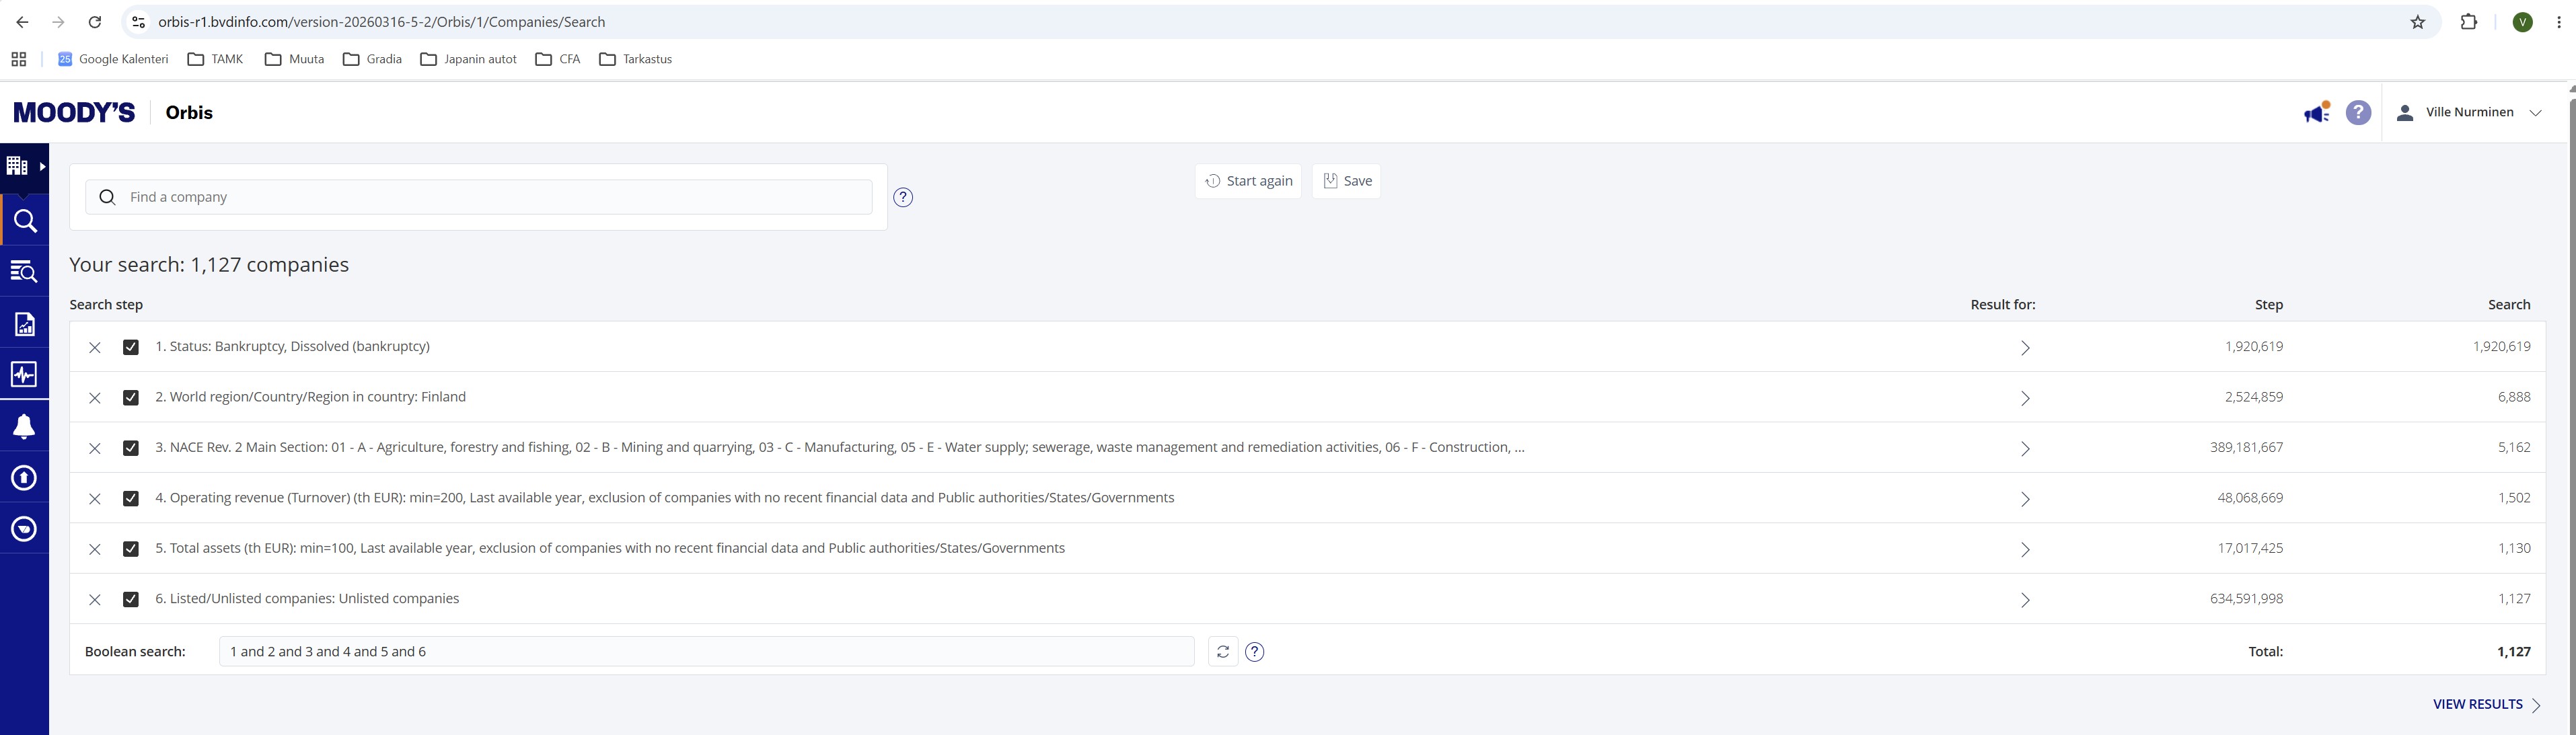 orbis-r1.bvdinfo.com/version-20260316-5-2/Orbis/1/Companies/Search
V
25 Google Kalenteri TAMK Muuta Gradia Japanin autot CFA Tarkastus
MOODY'S Orbis
? Ville Nurminen
Find a company ?
Start again Save
Your search: 1,127 companies
Search step Result for: Step Search
1. Status: Bankruptcy, Dissolved (bankruptcy) 1,920,619 1,920,619
2. World region/Country/Region in country: Finland 2,524,859 6,888
3. NACE Rev. 2 Main Section: 01 - A - Agriculture, forestry and fishing, 02 - B - Mining and quarrying, 03 - C - Manufacturing, 05 - E - Water supply; sewerage, waste management and remediation activities, 06 - F - Construction, ... 389,181,667 5,162
4. Operating revenue (Turnover) (th EUR): min=200, Last available year, exclusion of companies with no recent financial data and Public authorities/States/Governments 48,068,669 1,502
5. Total assets (th EUR): min=100, Last available year, exclusion of companies with no recent financial data and Public authorities/States/Governments 17,017,425 1,130
6. Listed/Unlisted companies: Unlisted companies 634,591,998 1,127
Boolean search: 1 and 2 and 3 and 4 and 5 and 6 ? Total: 1,127
VIEW RESULTS